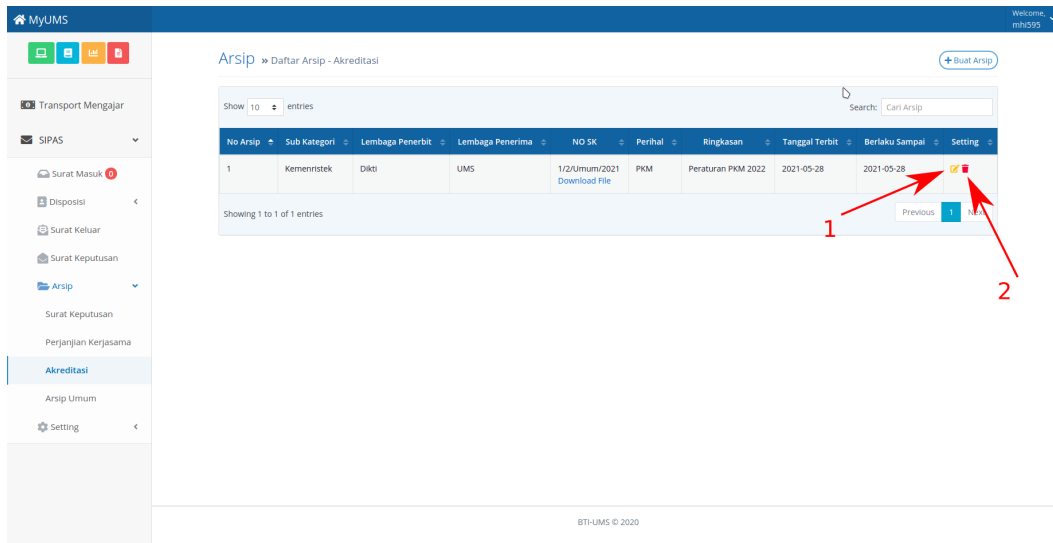 MyUMS
Welcome,
mhi595
Transport Mengajar
SIPAS
Surat Masuk 0
Disposisi
Surat Keluar
Surat Keputusan
Arsip
Surat Keputusan
Perjanjian Kerjasama
Akreditasi
Arsip Umum
Setting
Arsip » Daftar Arsip - Akreditasi
+ Buat Arsip
Show 10 entries
Search: Cari Arsip
No Arsip Sub Kategori Lembaga Penerbit Lembaga Penerima NO SK Perihal Ringkasan Tanggal Terbit Berlaku Sampai Setting
1 Kemenristek Dikti UMS 1/2/Umum/2021 PKM Peraturan PKM 2022 2021-05-28 2021-05-28
Download File
Showing 1 to 1 of 1 entries
Previous 1 Next
1
2
BTI-UMS © 2020